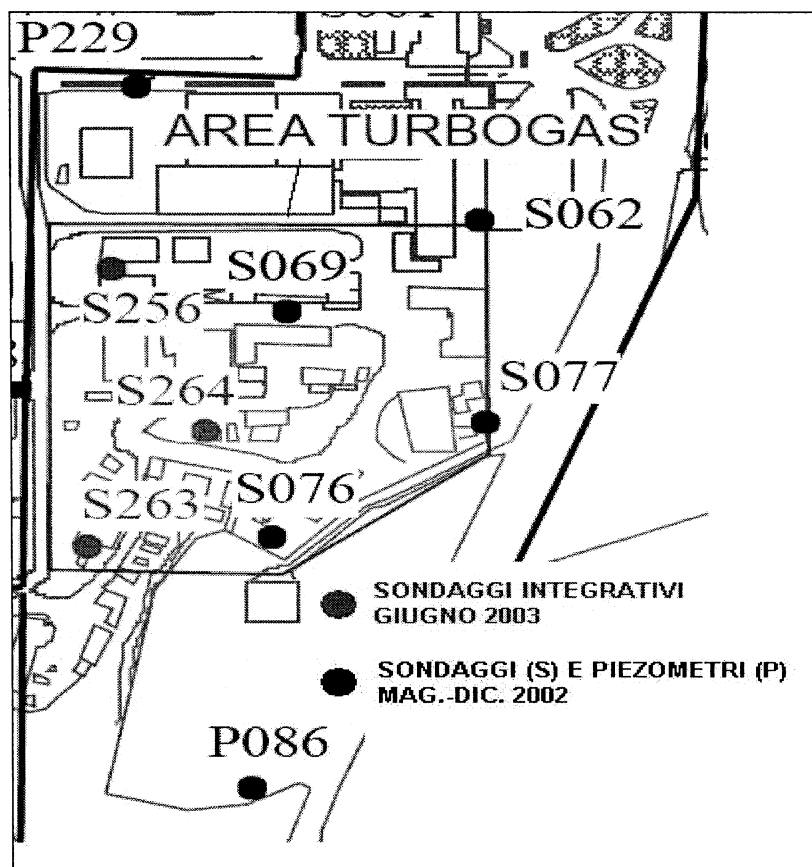 P229
AREA TURBOGAS
S062
S069
S256
S077
S264
S076
S263
SONDAGGI INTEGRATIVI
GIUGNO 2003
SONDAGGI (S) E PIEZOMETRI (P)
MAG.-DIC. 2002
P086